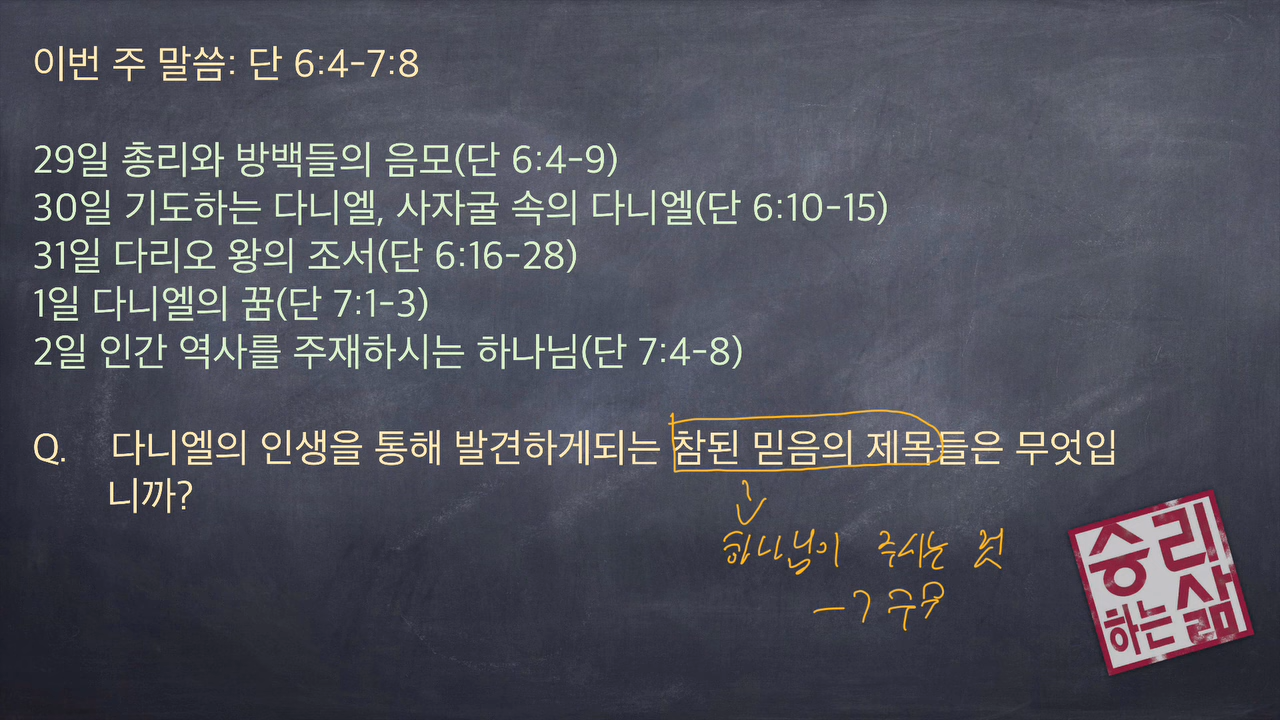 이번 주 말씀: 단 6:4-7:8
29일 총리와 방백들의 음모(단 6:4-9)
30일 기도하는 다니엘, 사자굴 속의 다니엘(단 6:10-15)
31일 다리오 왕의 조서(단 6:16-28)
1일 다니엘의 꿈(단 7:1-3)
2일 인간 역사를 주재하시는 하나님(단 7:4-8)
Q. 다니엘의 인생을 통해 발견하게되는 참된 믿음의 제목들은 무엇입
니까?
하나님이 주시는 것
승리
하는 삶